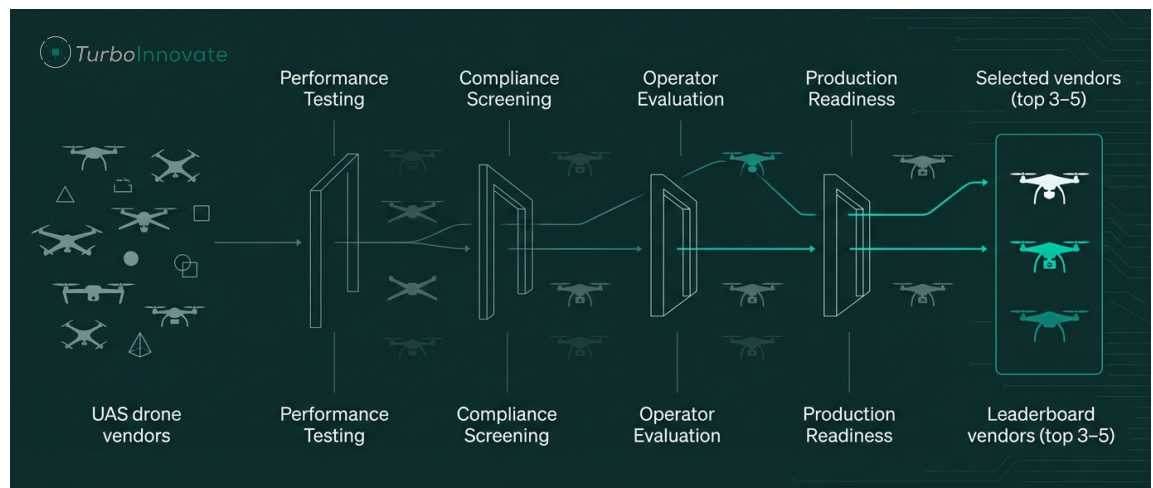 TurboInnovate
Performance
Testing
Compliance
Screening
Operator
Evaluation
Production
Readiness
Selected vendors
(top 3–5)
UAS drone
vendors
Performance
Testing
Compliance
Screening
Operator
Evaluation
Production
Readiness
Leaderboard
vendors (top 3–5)